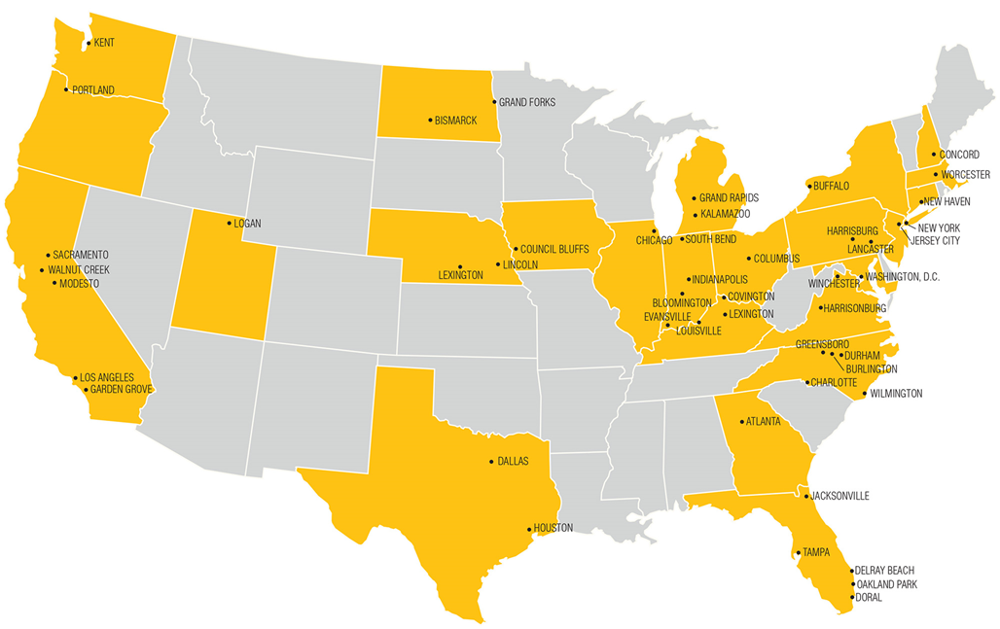 KENT
PORTLAND
GRAND FORKS
BISMARCK
CONCORD
WORCESTER
BUFFALO
NEW HAVEN
GRAND RAPIDS
KALAMAZOO
LOGAN
NEW YORK
HARRISBURG
JERSEY CITY
CHICAGO
SOUTH BEND
LANCASTER
SACRAMENTO
COUNCIL BLUFFS
COLUMBUS
WALNUT CREEK
LINCOLN
LEXINGTON
WASHINGTON, D.C.
MODESTO
INDIANAPOLIS
WINCHESTER
COVINGTON
BLOOMINGTON
HARRISONBURG
EVANSVILLE
LEXINGTON
LOUISVILLE
GREENSBORO
DURHAM
BURLINGTON
LOS ANGELES
CHARLOTTE
GARDEN GROVE
WILMINGTON
ATLANTA
DALLAS
JACKSONVILLE
HOUSTON
TAMPA
DELRAY BEACH
OAKLAND PARK
DORAL